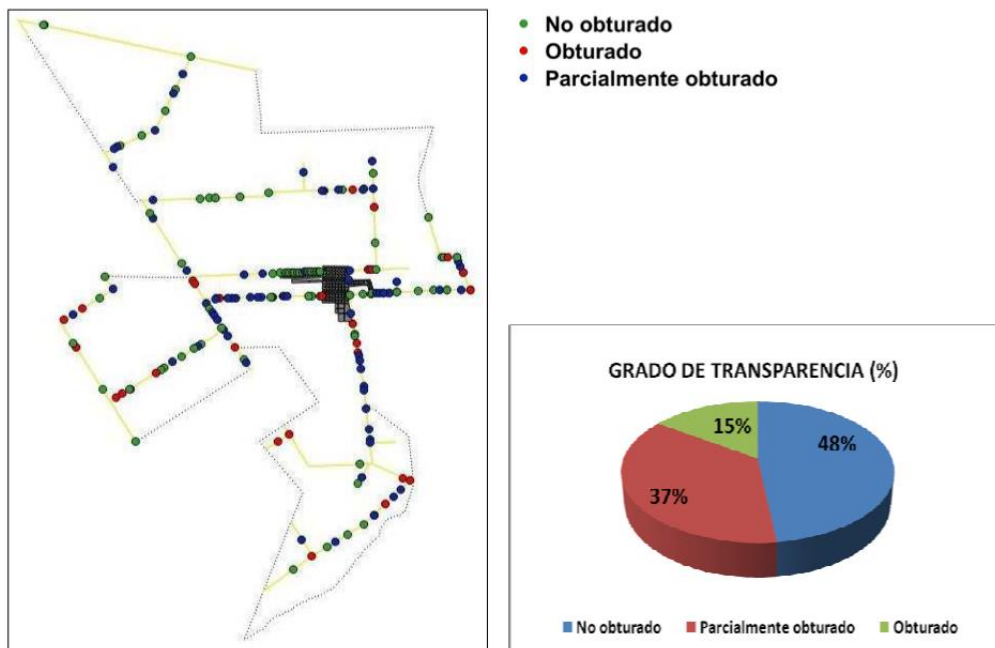 No obturado
Obturado
Parcialmente obturado
GRADO DE TRANSPARENCIA (%)
15%
48%
37%
No obturado Parcialmente obturado Obturado